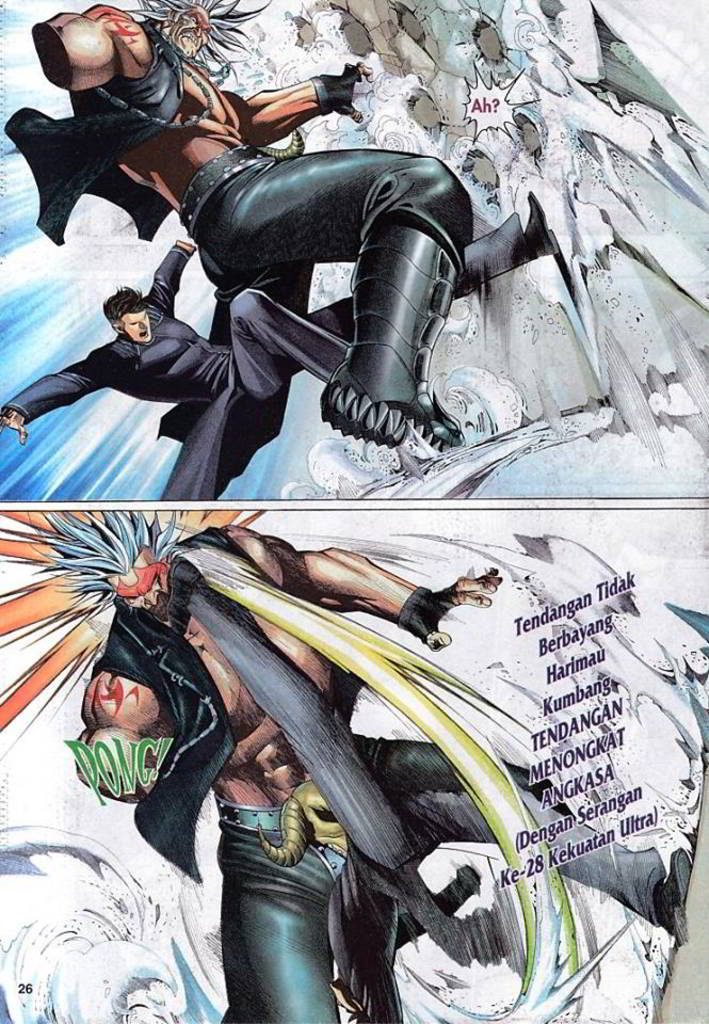 Ah?
Tendangan Tidak
Berbayang
Harimau
Kumbang
TENDANGAN
MENONGKAT
ANGKASA
(Dengan Serangan
Ke-28 Kekuatan Ultra)
PONG!
26